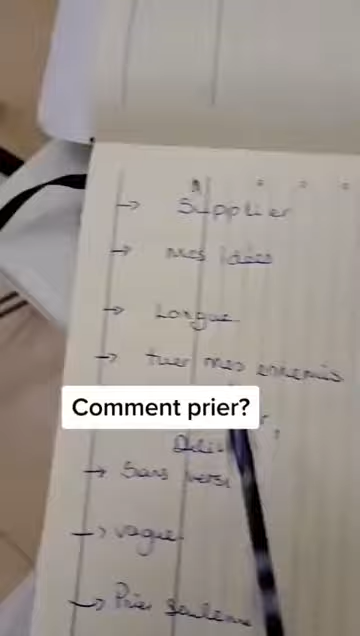 Supplier
→ mes idées
→ Longue
→ tuer mes ennemis
Comment prier?
→ Sans
→ vague
→ Prier